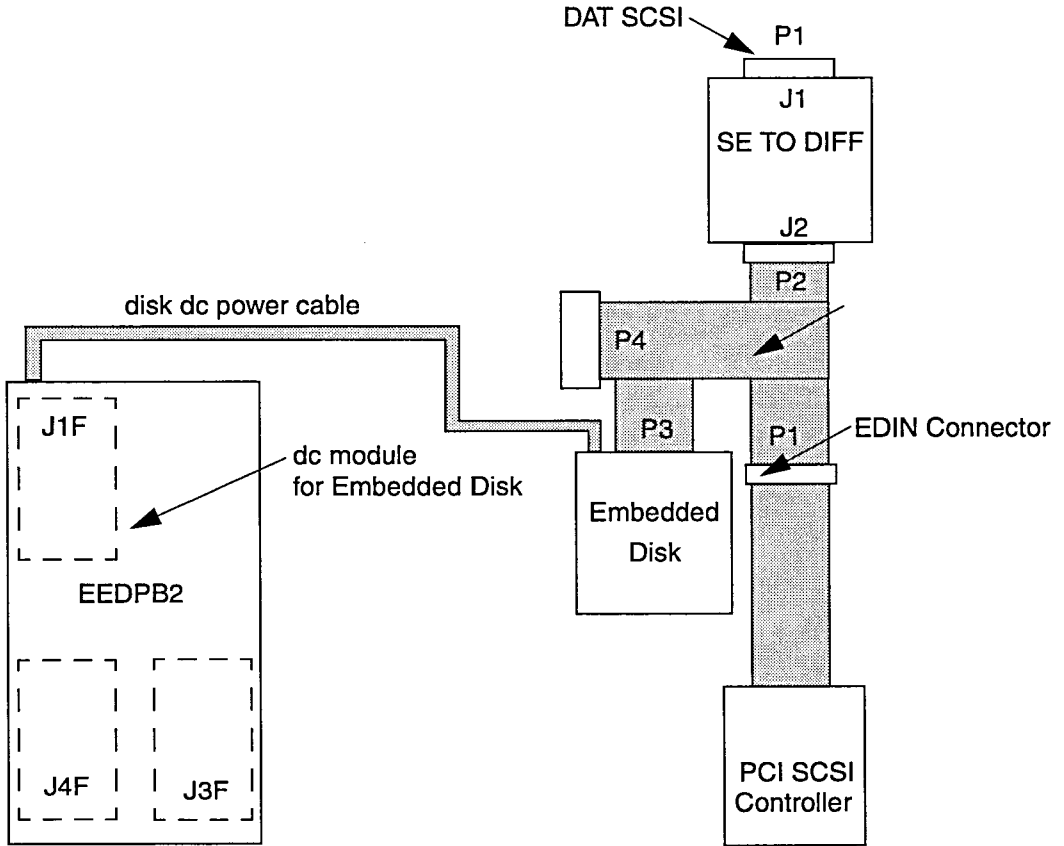 DAT SCSI
P1
J1
SE TO DIFF
J2
P2
disk dc power cable
P4
J1F
P3
P1
EDIN Connector
dc module
for Embedded Disk
Embedded
Disk
EEDPB2
J4F
J3F
PCI SCSI
Controller